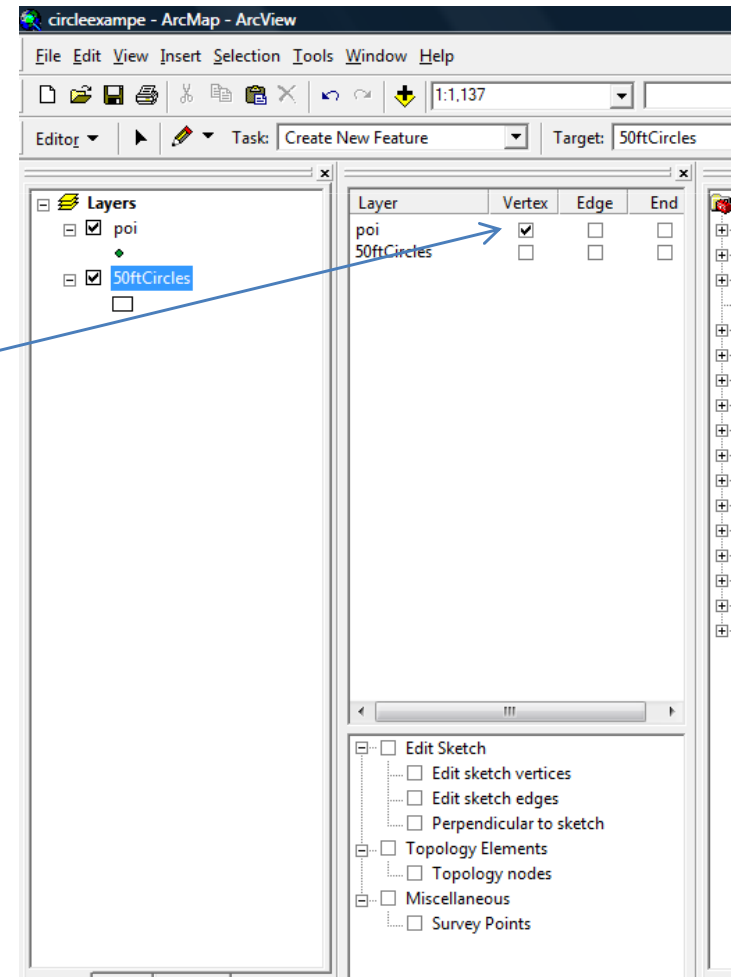 circleexampe - ArcMap - ArcView
File Edit View Insert Selection Tools Window Help
1:1,137
Editor Task: Create New Feature Target: 50ftCircles
Layers
poi
50ftCircles
Layer Vertex Edge End
poi
50ftCircles
Edit Sketch
Edit sketch vertices
Edit sketch edges
Perpendicular to sketch
Topology Elements
Topology nodes
Miscellaneous
Survey Points